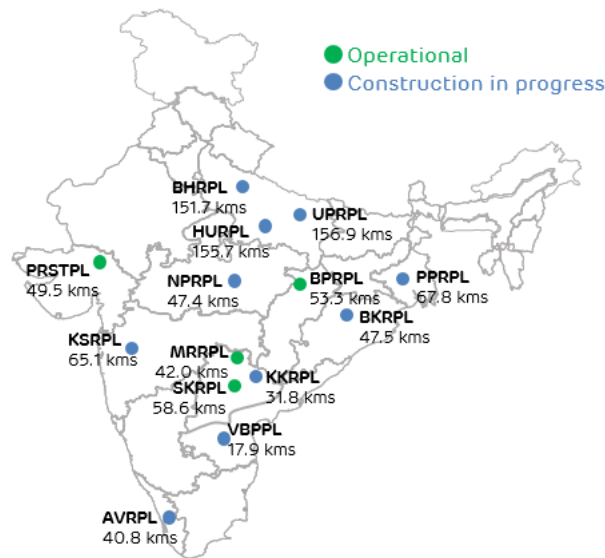 Operational
Construction in progress
BHRPL
151.7 kms
UPRPL
156.9 kms
HURPL
155.7 kms
PRSTPL
49.5 kms
NPRPL
47.4 kms
BPRPL
53.3 kms
PPRPL
67.8 kms
BKRPL
47.5 kms
KSRPL
65.1 kms
MRRPL
42.0 kms
KKRPL
31.8 kms
SKRPL
58.6 kms
VBPPL
17.9 kms
AVRPL
40.8 kms